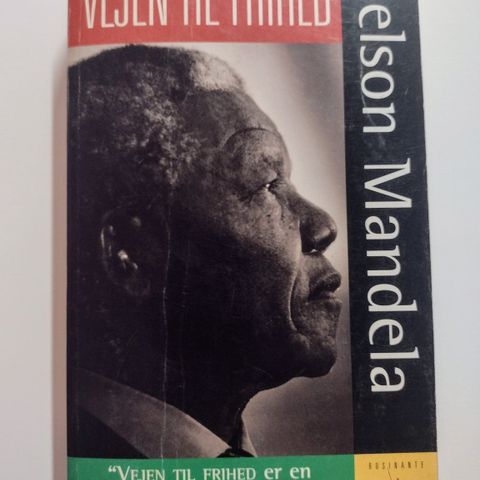 VEJEN TIL FRIHED
elson Mandela
"VEJEN TIL FRIHED er en
ROSINANTE